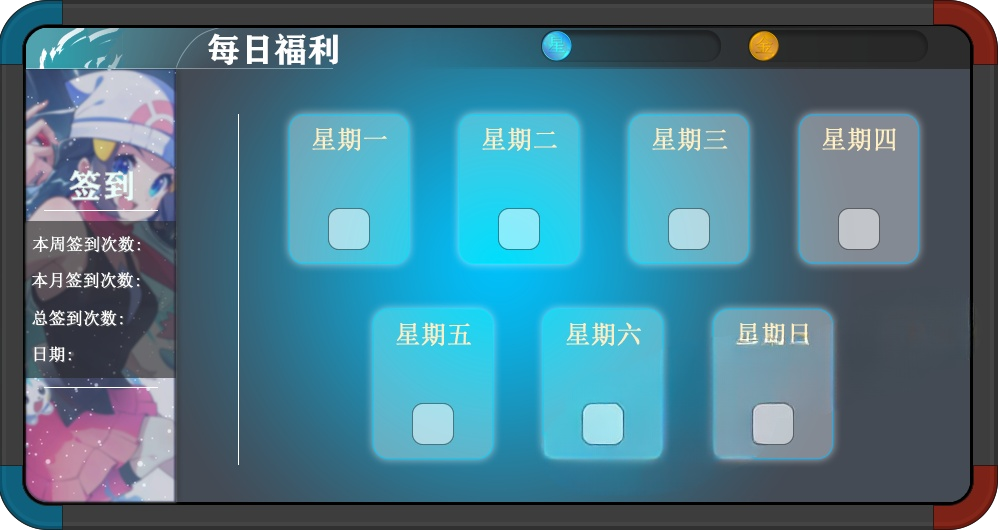 每日福利
星
金
签到
本周签到次数:
本月签到次数:
总签到次数:
日期:
星期一
星期二
星期三
星期四
星期五
星期六
星期日